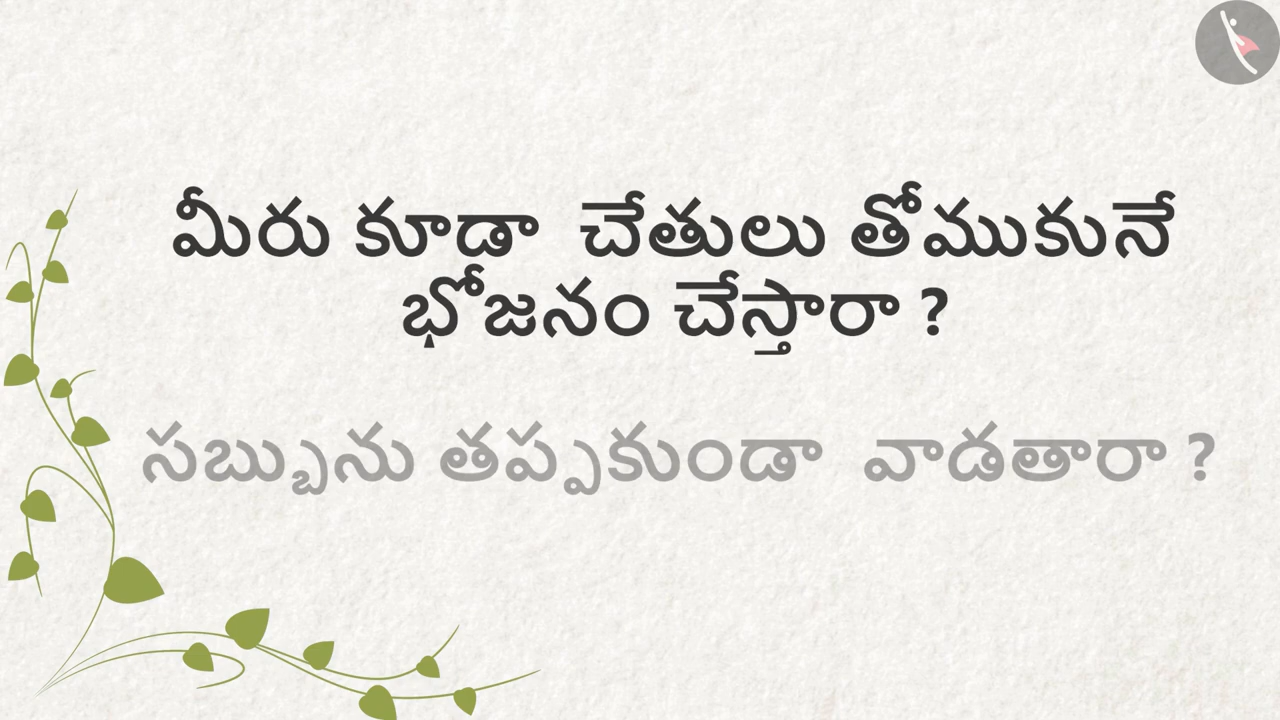 మీరు కూడా చేతులు తోముకునే
భోజనం చేస్తారా ?
సబ్బును తప్పకుండా వాడతారా ?